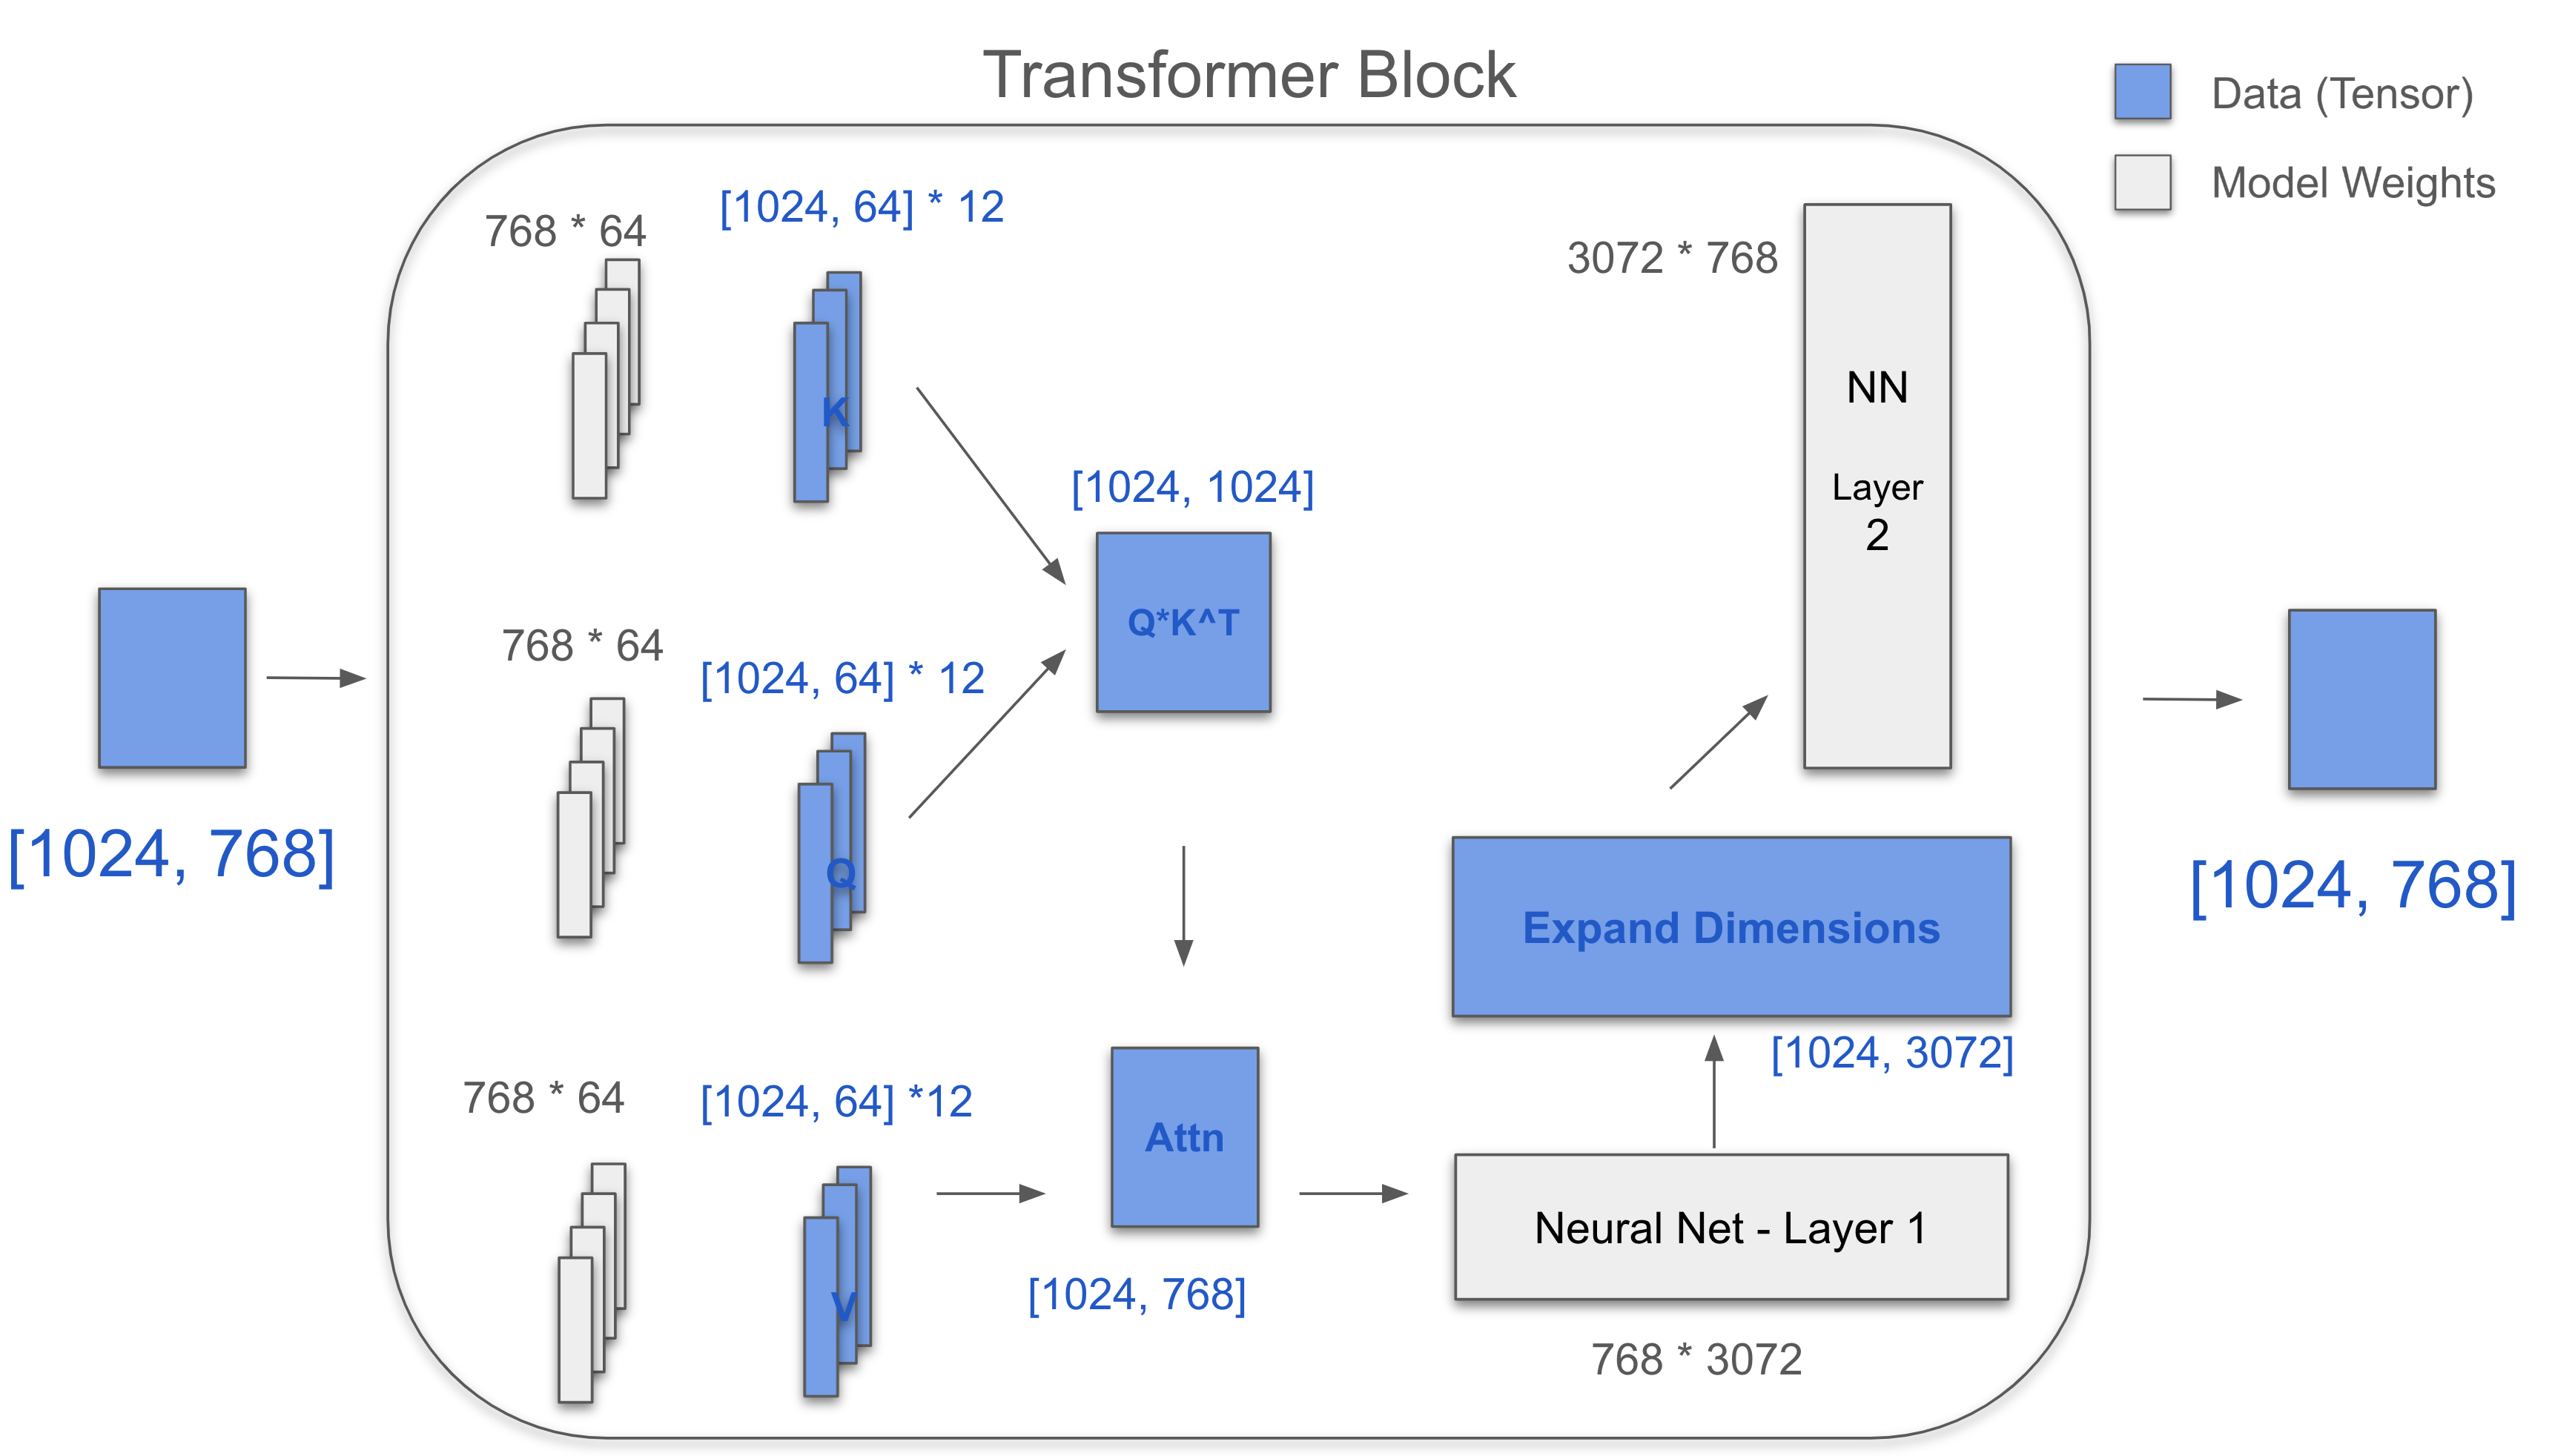 Transformer Block
Data (Tensor)
Model Weights
768 * 64
[1024, 64] * 12
K
3072 * 768
NN
Layer
2
[1024, 1024]
Q*K^T
768 * 64
[1024, 64] * 12
Q
[1024, 768]
[1024, 768]
Expand Dimensions
[1024, 3072]
768 * 64
[1024, 64] *12
V
Attn
[1024, 768]
Neural Net - Layer 1
768 * 3072